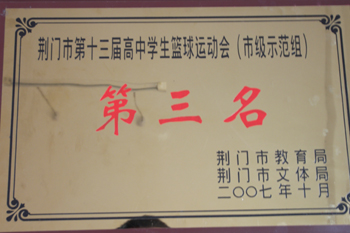 荆门市第十三届高中学生篮球运动会（市级示范组）
第三名
荆门市教育局
荆门市文体局
二〇〇七年十月